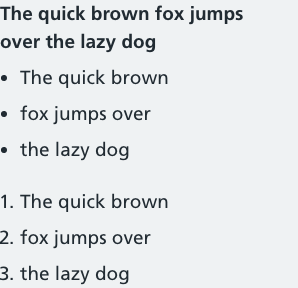 The quick brown fox jumps
over the lazy dog
• The quick brown
• fox jumps over
• the lazy dog
1. The quick brown
2. fox jumps over
3. the lazy dog